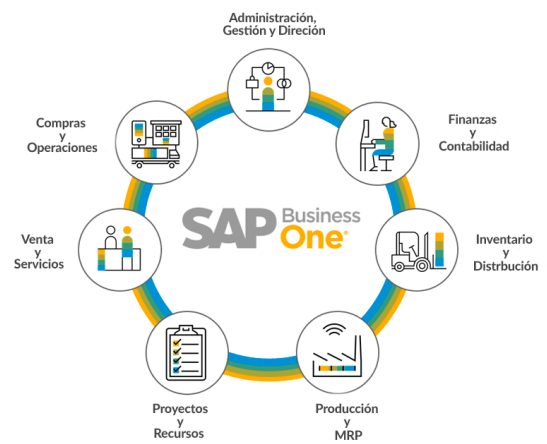 Administración,
Gestión y Direción
Compras
y
Operaciones
Finanzas
y
Contabilidad
SAP Business
One®
Venta
y
Servicios
Inventario
y
Distrbución
Proyectos
y
Recursos
Producción
y
MRP